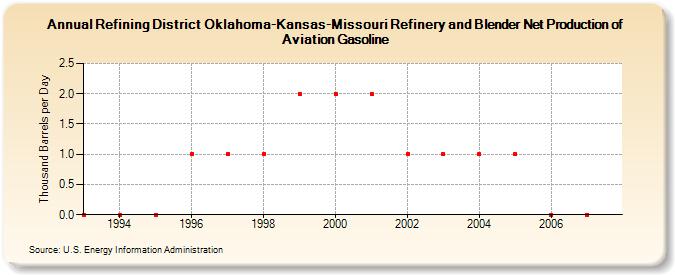 Annual Refining District Oklahoma-Kansas-Missouri Refinery and Blender Net Production of
Aviation Gasoline
Thousand Barrels per Day
2.5
2.0
1.5
1.0
0.5
0.0
1994 1996 1998 2000 2002 2004 2006
Source: U.S. Energy Information Administration